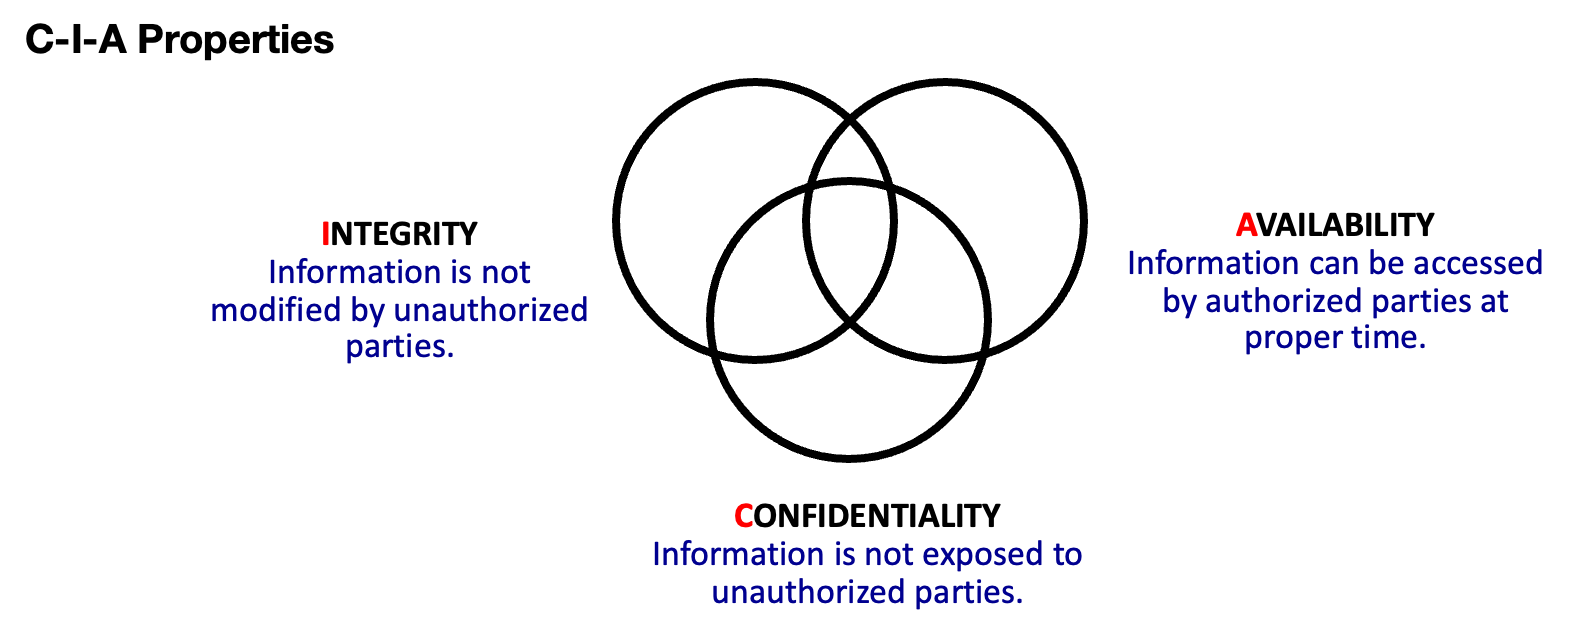 C-I-A Properties
INTEGRITY
Information is not
modified by unauthorized
parties.
AVAILABILITY
Information can be accessed
by authorized parties at
proper time.
CONFIDENTIALITY
Information is not exposed to
unauthorized parties.